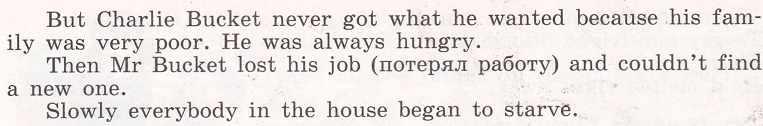 But Charlie Bucket never got what he wanted because his fam-
ily was very poor. He was always hungry.
Then Mr Bucket lost his job (потерял работу) and couldn't find
a new one.
Slowly everybody in the house began to starve.